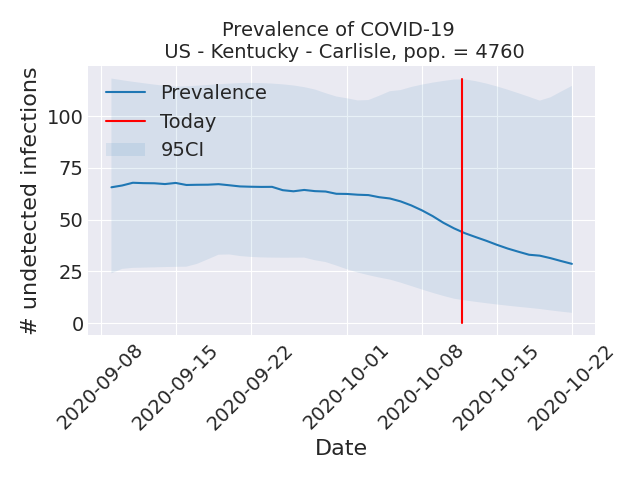 Prevalence of COVID-19
US - Kentucky - Carlisle, pop. = 4760
# undetected infections
100
75
50
25
0
Prevalence
Today
95CI
2020-09-08
2020-09-15
2020-09-22
2020-10-01
2020-10-08
2020-10-15
2020-10-22
Date